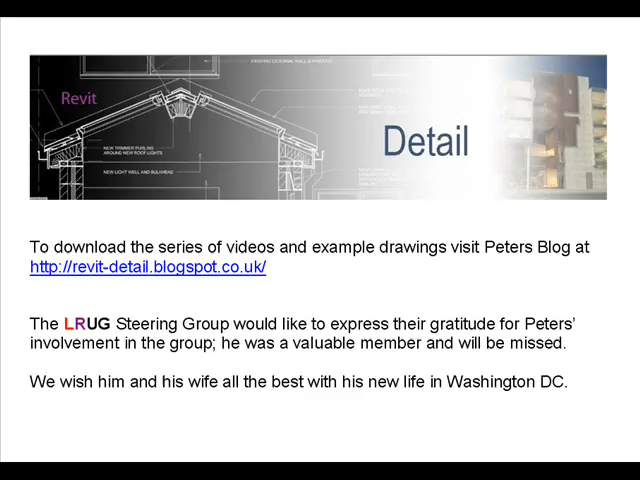 Revit
Detail
NEW TRIMMER PURLINS
AROUND NEW ROOF LIGHTS
NEW LIGHT WELL AND BULKHEAD
To download the series of videos and example drawings visit Peters Blog at
http://revit-detail.blogspot.co.uk/
The LRUG Steering Group would like to express their gratitude for Peters’
involvement in the group; he was a valuable member and will be missed.
We wish him and his wife all the best with his new life in Washington DC.